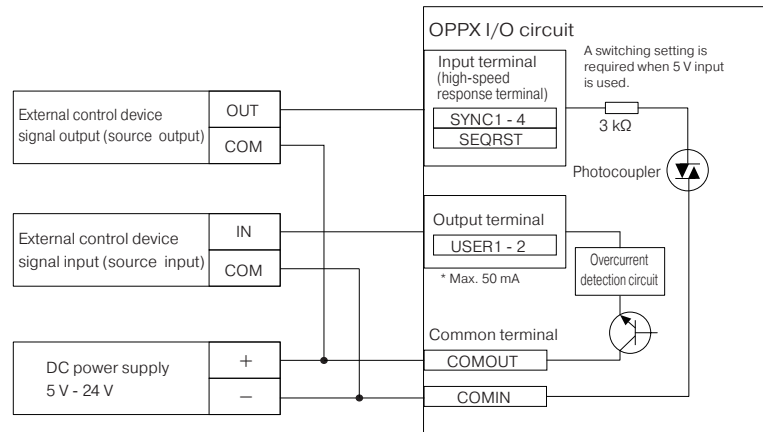 OPPX I/O circuit
Input terminal
(high-speed
response terminal)
SYNC1 - 4
SEQRST
A switching setting is
required when 5 V input
is used.
3 kΩ
Photocoupler
External control device
signal output (source output)
OUT
COM
External control device
signal input (source input)
IN
COM
Output terminal
USER1 - 2
* Max. 50 mA
Overcurrent
detection circuit
Common terminal
COMOUT
COMIN
DC power supply
5 V - 24 V
+
−